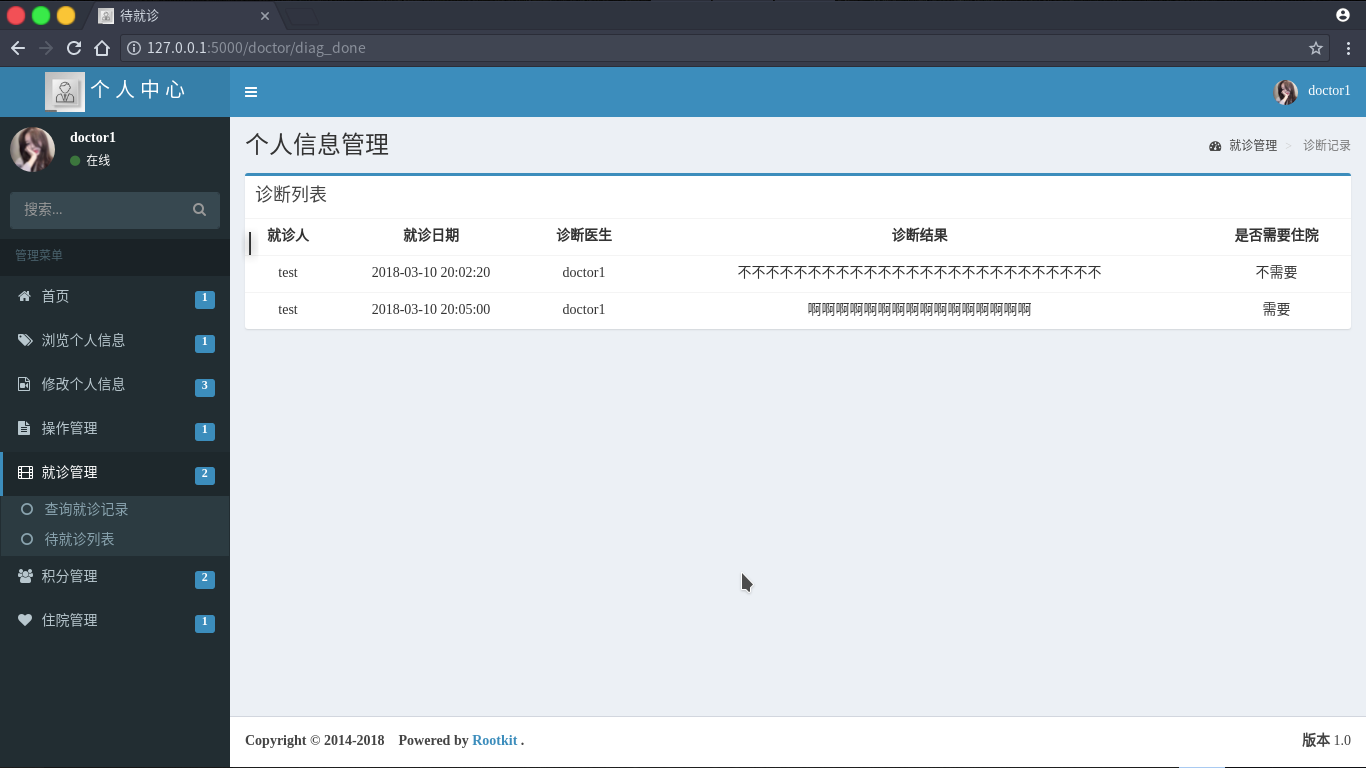 待就诊
127.0.0.1:5000/doctor/diag_done
个人中心
doctor1
doctor1
在线
搜索...
管理菜单
首页 1
浏览个人信息 1
修改个人信息 3
操作管理 1
就诊管理 2
查询就诊记录
待就诊列表
积分管理 2
住院管理 1
个人信息管理
就诊管理 > 诊断记录
诊断列表
就诊人 就诊日期 诊断医生 诊断结果 是否需要住院
test 2018-03-10 20:02:20 doctor1 不不不不不不不不不不不不不不不不不不不不不不不不不不 不需要
test 2018-03-10 20:05:00 doctor1 啊啊啊啊啊啊啊啊啊啊啊啊啊啊啊啊 需要
Copyright © 2014-2018 Powered by Rootkit .
版本 1.0